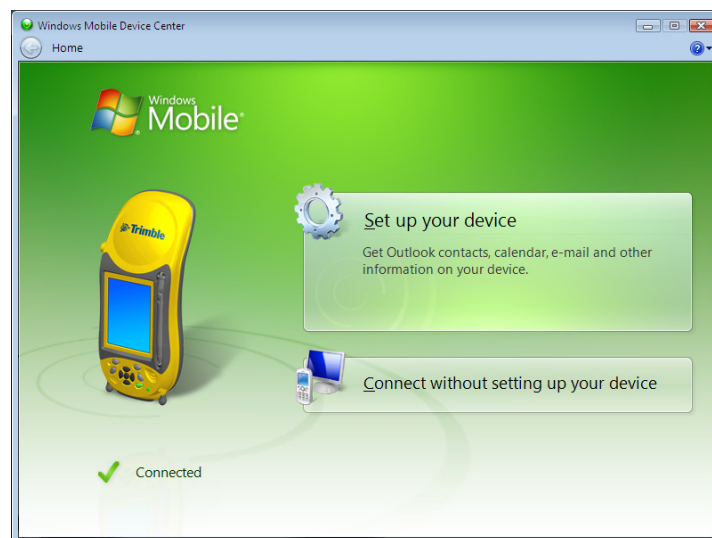 Windows Mobile Device Center
Home
Windows
Mobile®
Trimble
Set up your device
Get Outlook contacts, calendar, e-mail and other
information on your device.
Connect without setting up your device
Connected